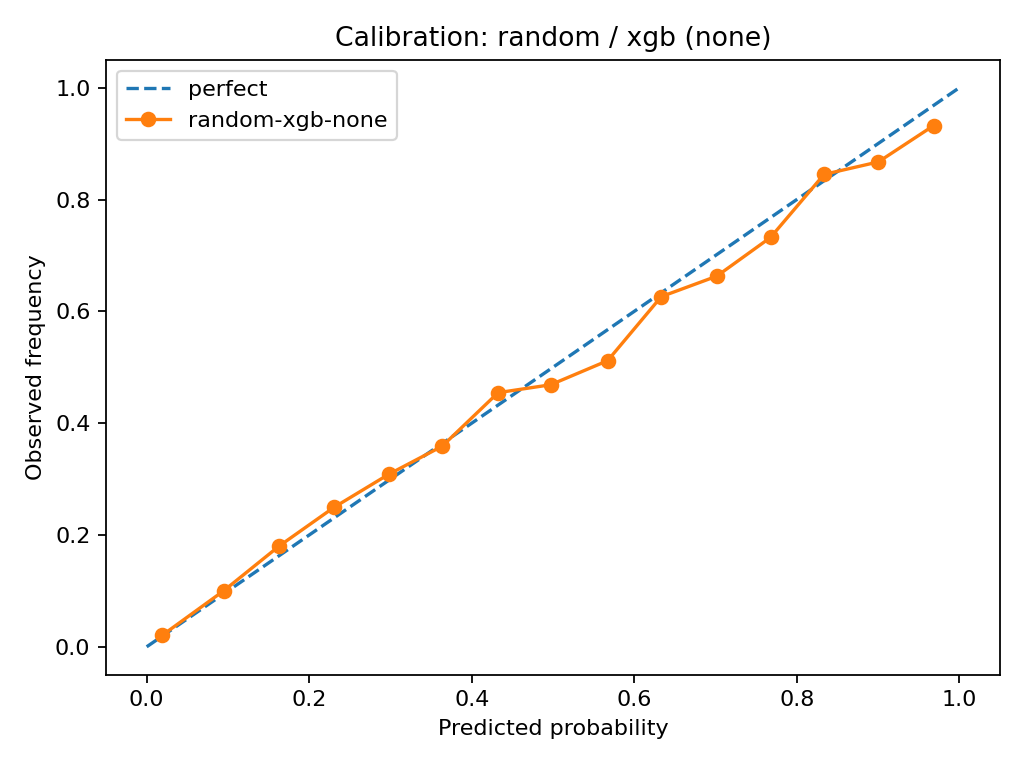 Calibration: random / xgb (none)
perfect
random-xgb-none
1.0
0.8
0.6
0.4
0.2
0.0
Observed frequency
0.0 0.2 0.4 0.6 0.8 1.0
Predicted probability